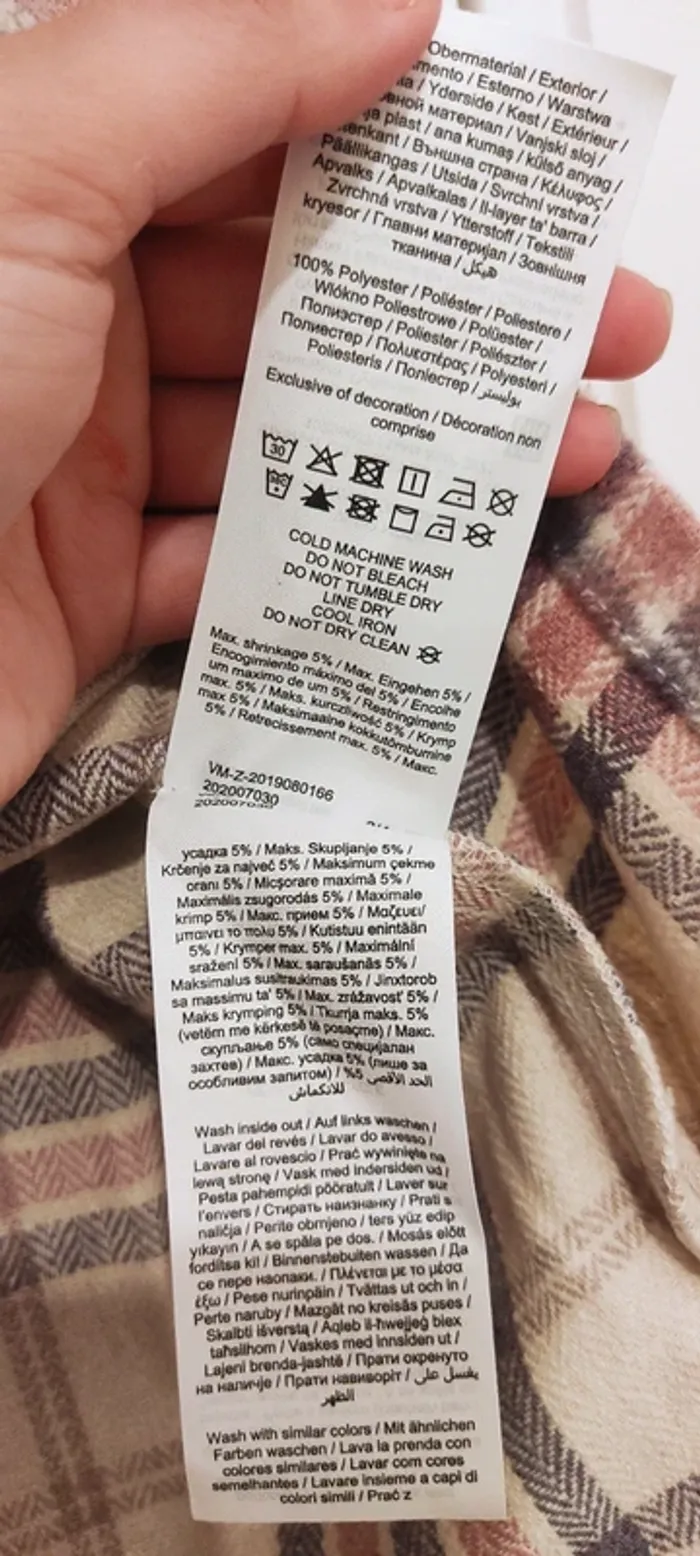 Obermaterial / Exterior /
/ Esterno / Warstwa
/ Yderside / Kest / Extérieur /
материал / Vanjski sloj /
plast / ana kumaş / külső anyag /
/ Външна страна / Κέλυφος /
Päällikangas / Utsida / Svrchní vrstva /
Apvalks / Apvalkalas / Il-layer ta' barra /
Zvrchná vrstva / Ytterstoff / Tekstili
kryesor / Главни материјал / Зовнішня
тканина / هيكل
100% Polyester / Poliéster / Poliestere /
Włókno Poliestrowe / Polüester /
Полиэстер / Poliester / Poliészter /
Полиестер / Πολυεστέρας / Polyesteri /
Poliesteris / Поліестер / بوليستر
Exclusive of decoration / Décoration non
comprise
30
COLD MACHINE WASH
DO NOT BLEACH
DO NOT TUMBLE DRY
LINE DRY
COOL IRON
DO NOT DRY CLEAN
Max. shrinkage 5% / Max. Eingehen 5% /
Encogimiento máximo del 5% / Encolhe
um maximo de um 5% / Restringimento
max. 5% / Maks. kurczliwość 5% / Krymp
max 5% / Maksimaalne kokkutõmbumine
5% / Retrecissement max. 5% / Макс.
VM-Z-2019080166
202007030
202007030
усадка 5% / Maks. Skupljanje 5% /
Krčenje za največ 5% / Maksimum çekme
oranı 5% / Micșorare maximă 5% /
Maximális zsugorodás 5% / Maximale
krimp 5% / Макс. прием 5% / Μαζευει/
μπαινει το πολυ 5% / Kutistuu enintään
5% / Krymper max. 5% / Maximální
sražení 5% / Max. saraušanās 5% /
Maksimalus susitraukimas 5% / Jinxtorob
sa massimu ta' 5% / Max. zrážavosť 5% /
Maks krymping 5% / Tkurrja maks. 5%
(vetëm me kërkesë të posaçme) / Макс.
скупљање 5% (само специјалан
захтев) / Макс. усадка 5% (лише за
особливим запитом) / %5 الحد الأقصى
للانكماش
Wash inside out / Auf links waschen /
Lavar del revés / Lavar do avesso /
Lavare al rovescio / Prać wywinięte na
lewą stronę / Vask med indersiden ud /
Pesta pahempidi pööratult / Laver sur
l'envers / Стирать наизнанку / Prati s
naličja / Perite obrnjeno / ters yüz edip
yıkayın / A se spăla pe dos. / Mosás előtt
fordítsa ki! / Binnenstebuiten wassen / Да
се пере наопаки. / Πλένεται με το μέσα
έξω / Pese nurinpäin / Tvättas ut och in /
Perte naruby / Mazgāt no kreisās puses /
Skalbti išverstą / Aqleb il-ħwejjeġ biex
taħsilhom / Vaskes med innsiden ut /
Lajeni brenda-jashtë / Прати окренуто
на наличје / Прати навиворіт / يغسل على
الظهر
Wash with similar colors / Mit ähnlichen
Farben waschen / Lava la prenda con
colores similares / Lavar com cores
semelhantes / Lavare insieme a capi di
colori simili / Prać z